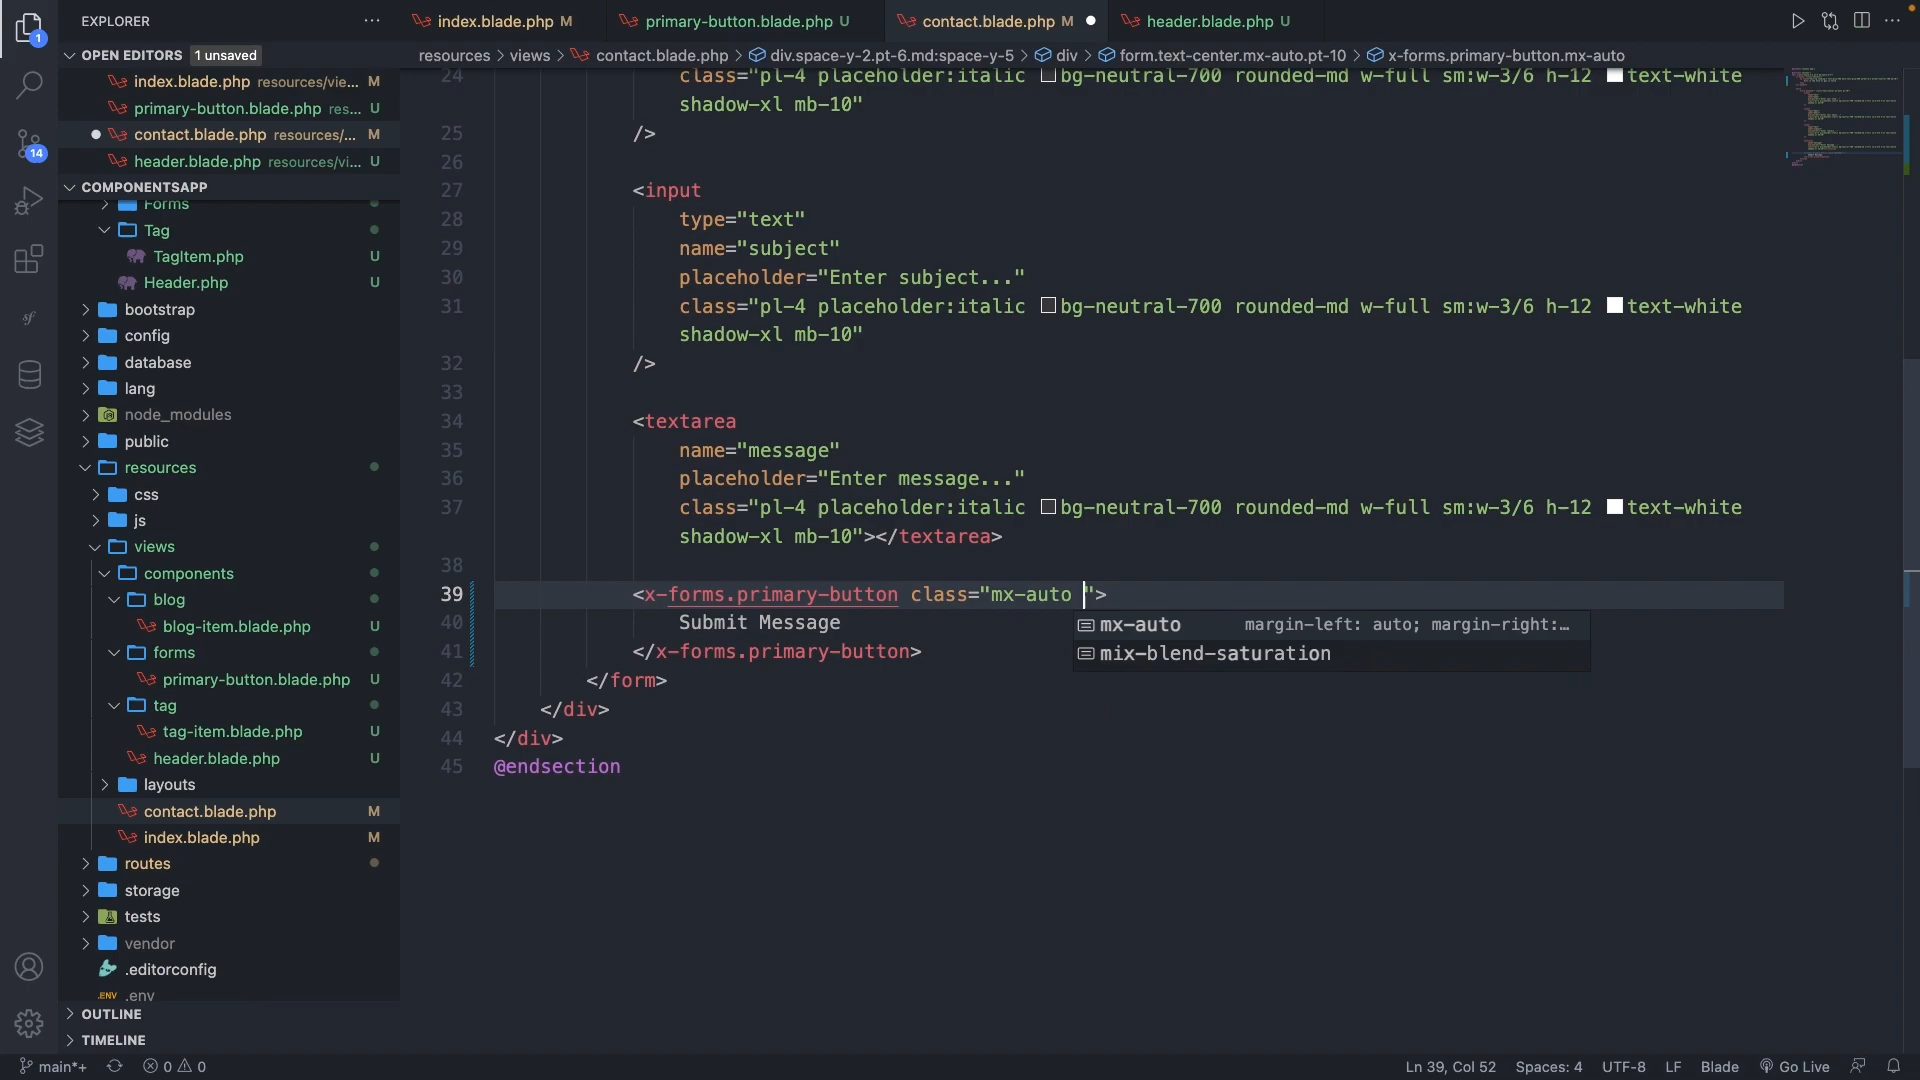 EXPLORER
1
OPEN EDITORS 1 unsaved
index.blade.php resources/vie... M
primary-button.blade.php res... U
contact.blade.php resources/... M
header.blade.php resources/vi... U
COMPONENTSAPP
Forms
Tag
TagItem.php U
Header.php U
bootstrap
config
database
lang
node_modules
public
resources
css
js
views
components
blog
blog-item.blade.php U
forms
primary-button.blade.php U
tag
tag-item.blade.php U
header.blade.php U
layouts
contact.blade.php M
index.blade.php M
routes
storage
tests
vendor
.editorconfig
.ENV .env
OUTLINE
TIMELINE
14
index.blade.php M
primary-button.blade.php U
contact.blade.php M
header.blade.php U
resources > views > contact.blade.php > div.space-y-2.pt-6.md:space-y-5 > div > form.text-center.mx-auto.pt-10 > x-forms.primary-button.mx-auto
24 class="pl-4 placeholder:italic bg-neutral-700 rounded-md w-full sm:w-3/6 h-12 text-white
shadow-xl mb-10"
25 />
26
27 <input
28 type="text"
29 name="subject"
30 placeholder="Enter subject..."
31 class="pl-4 placeholder:italic bg-neutral-700 rounded-md w-full sm:w-3/6 h-12 text-white
shadow-xl mb-10"
32 />
33
34 <textarea
35 name="message"
36 placeholder="Enter message..."
37 class="pl-4 placeholder:italic bg-neutral-700 rounded-md w-full sm:w-3/6 h-12 text-white
shadow-xl mb-10"></textarea>
38
39 <x-forms.primary-button class="mx-auto ">
40 Submit Message
41 </x-forms.primary-button>
42 </form>
43 </div>
44 </div>
45 @endsection
mx-auto margin-left: auto; margin-right:...
mix-blend-saturation
main*+ 0 0
Ln 39, Col 52 Spaces: 4 UTF-8 LF Blade Go Live